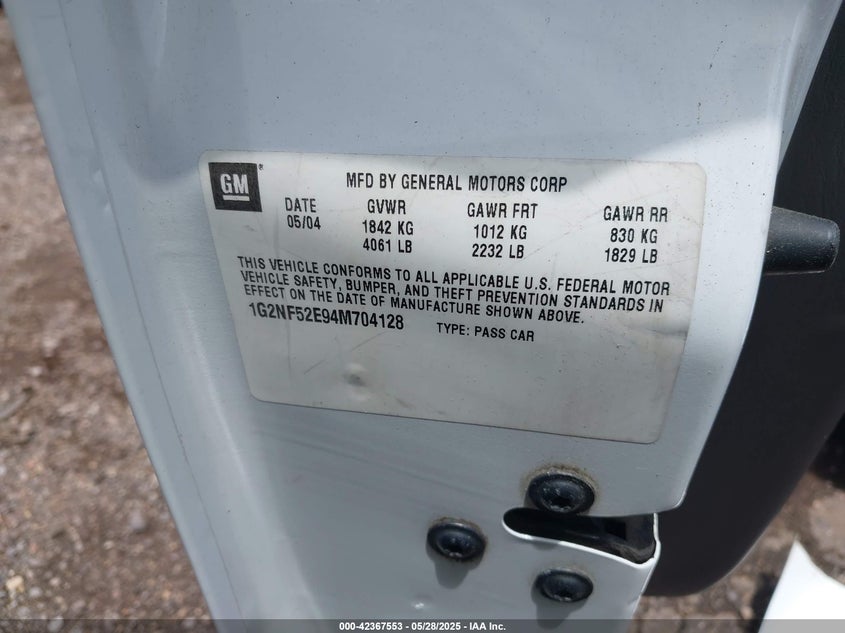 GM
MFD BY GENERAL MOTORS CORP
DATE GVWR GAWR FRT GAWR RR
05/04 1842 KG 1012 KG 830 KG
4061 LB 2232 LB 1829 LB
THIS VEHICLE CONFORMS TO ALL APPLICABLE U.S. FEDERAL MOTOR
VEHICLE SAFETY, BUMPER, AND THEFT PREVENTION STANDARDS IN
EFFECT ON THE DATE OF MANUFACTURE SHOWN ABOVE.
1G2NF52E94M704128 TYPE: PASS CAR
000-42367553 - 05/28/2025 - IAA Inc.